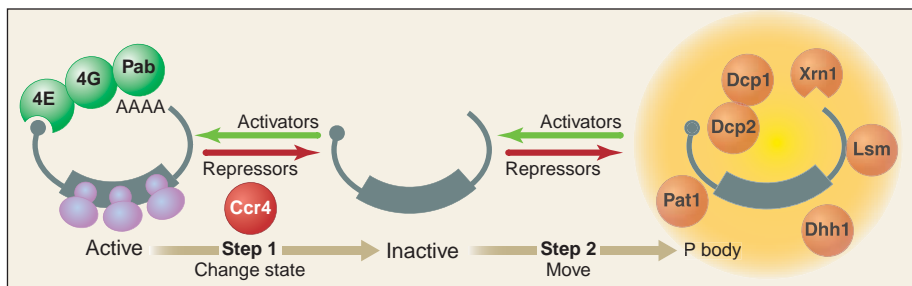 4E
4G
Pab
AAAA
Activators
Repressors
Ccr4
Activators
Repressors
Dcp1
Dcp2
Xrn1
Lsm
Pat1
Dhh1
Active
Step 1
Change state
Inactive
Step 2
Move
P body